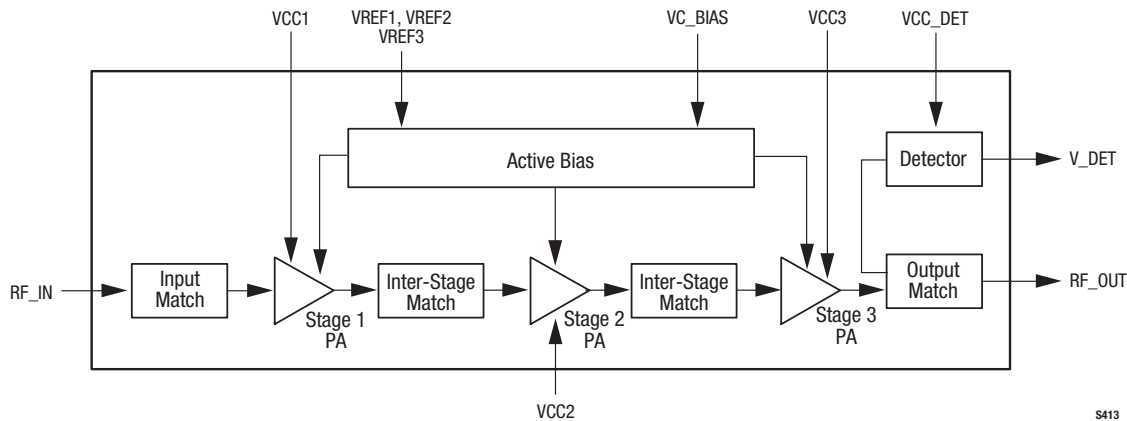 VCC1
VREF1, VREF2
VREF3
VC_BIAS
VCC3
VCC_DET
Active Bias
Detector
V_DET
RF_IN
Input
Match
Stage 1
PA
Inter-Stage
Match
Stage 2
PA
Inter-Stage
Match
Stage 3
PA
Output
Match
RF_OUT
VCC2
S413